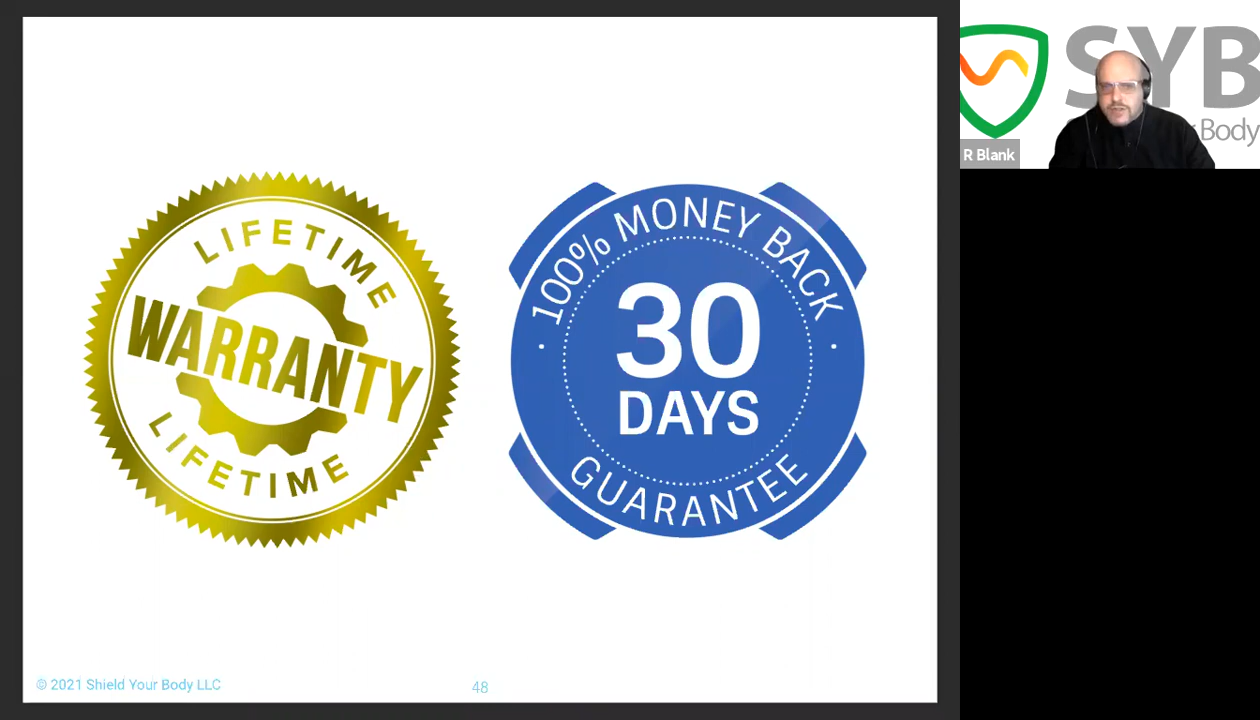 LIFETIME
WARRANTY
LIFETIME
100% MONEY BACK
30
DAYS
GUARANTEE
© 2021 Shield Your Body LLC
48
SYB
Body
R Blank